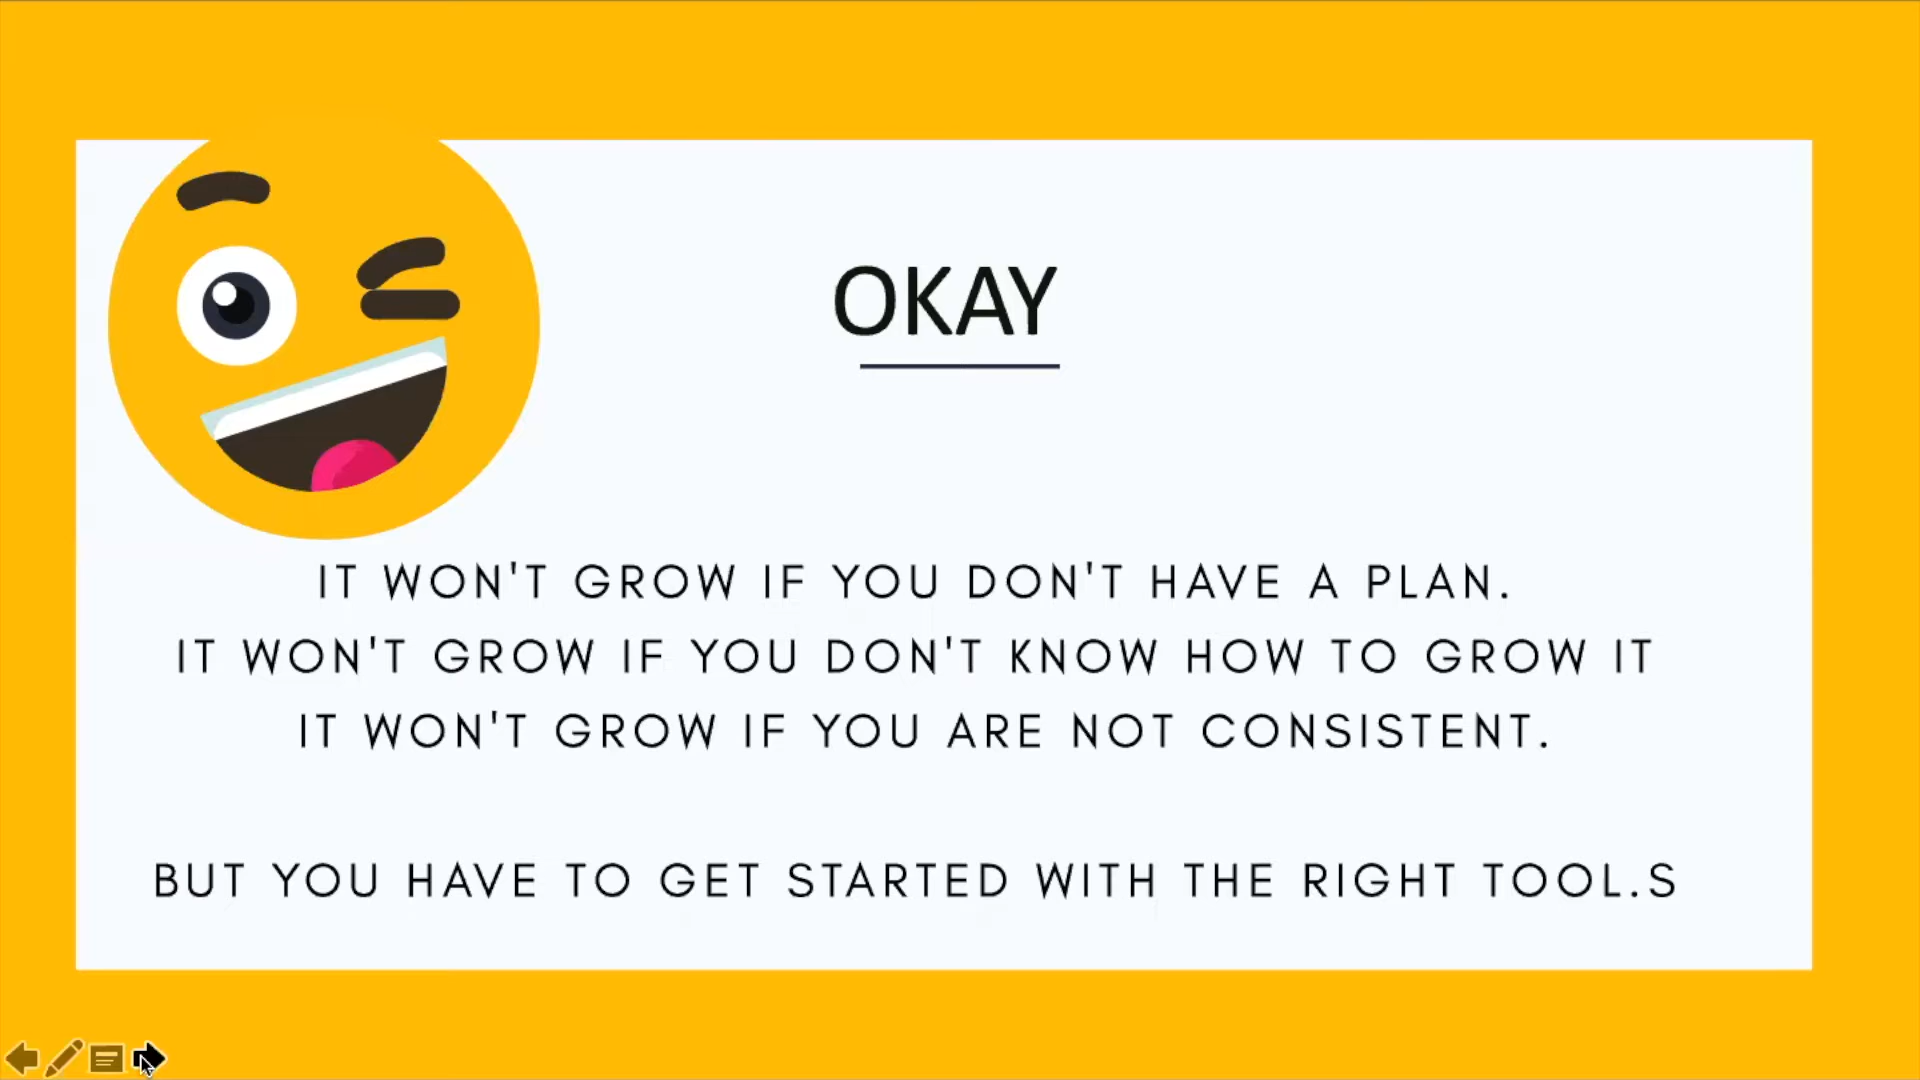 OKAY
IT WON'T GROW IF YOU DON'T HAVE A PLAN.
IT WON'T GROW IF YOU DON'T KNOW HOW TO GROW IT
IT WON'T GROW IF YOU ARE NOT CONSISTENT.
BUT YOU HAVE TO GET STARTED WITH THE RIGHT TOOL.S